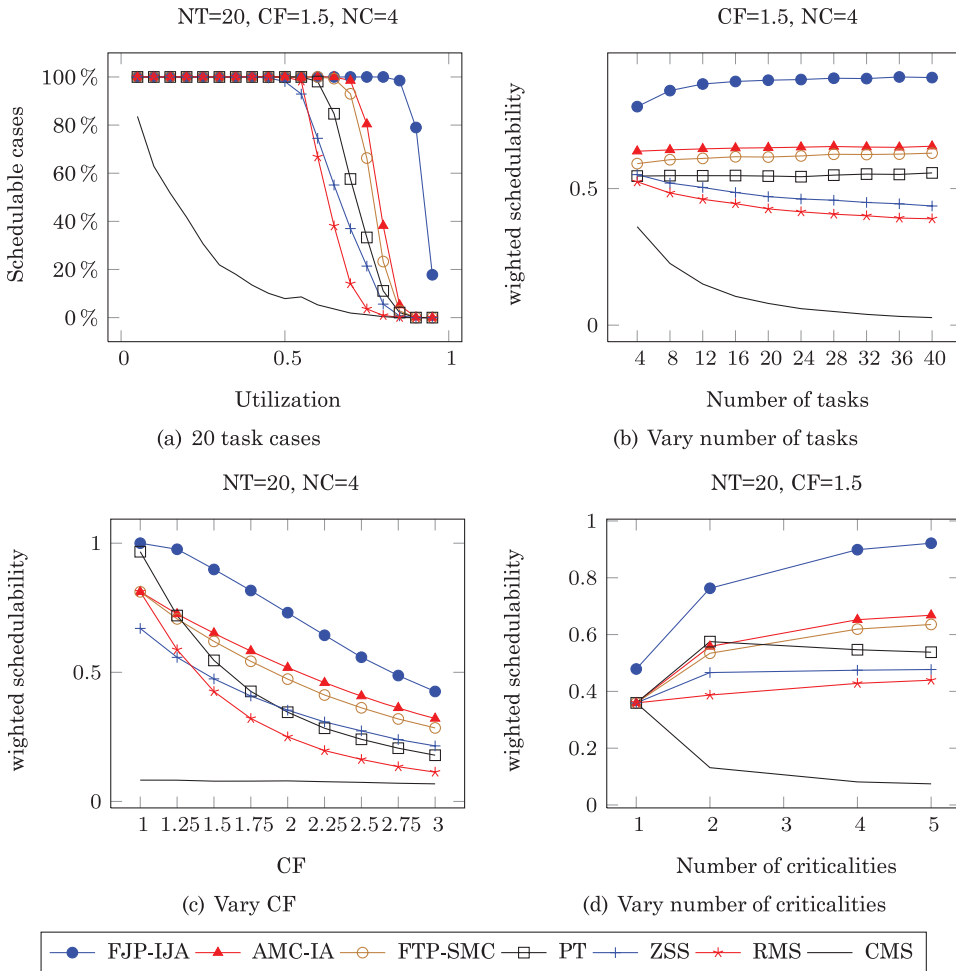 NT=20, CF=1.5, NC=4
Schedulable cases
100 %
80 %
60 %
40 %
20 %
0 %
0
0.5
1
Utilization
(a) 20 task cases
CF=1.5, NC=4
wighted schedulability
0.5
0
4 8 12 16 20 24 28 32 36 40
Number of tasks
(b) Vary number of tasks
NT=20, NC=4
wighted schedulability
1
0.5
0
1 1.25 1.5 1.75 2 2.25 2.5 2.75 3
CF
(c) Vary CF
NT=20, CF=1.5
wighted schedulability
1
0.8
0.6
0.4
0.2
0
1 2 3 4 5
Number of criticalities
(d) Vary number of criticalities
FJP-IJA AMC-IA FTP-SMC PT ZSS RMS CMS